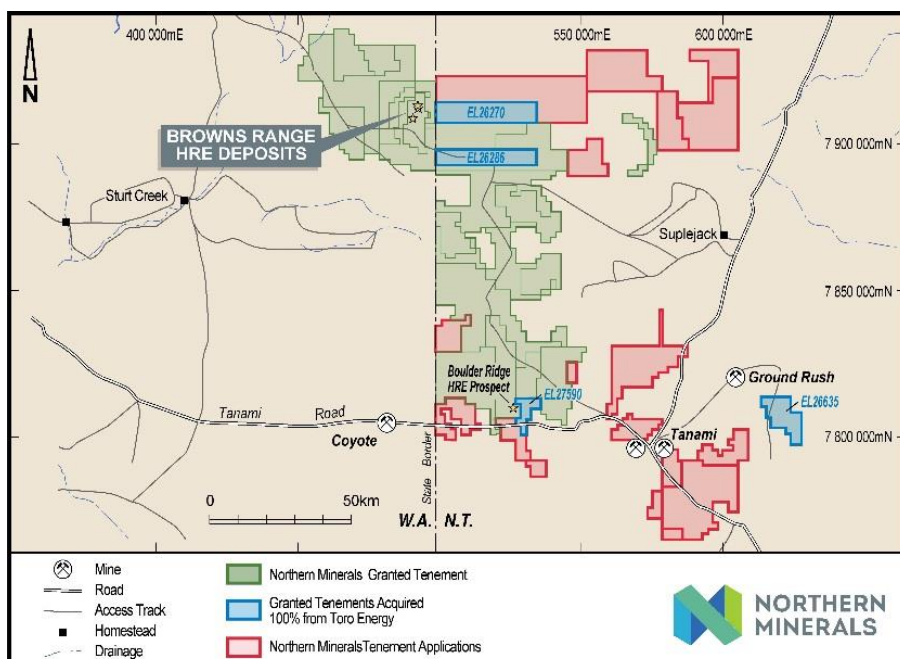 400 000mE
550 000mE
600 000mE
N
EL26270
BROWNS RANGE
HRE DEPOSITS
7 900 000mN
EL26286
Sturt Creek
Suplejack
7 850 000mN
Boulder Ridge
HRE Prospect
EL27590
Ground Rush
EL26635
Tanami Road
Coyote
Tanami
7 800 000mN
State Border
0 50km
W.A. N.T.
Mine
Road
Access Track
Homestead
Drainage
Northern Minerals Granted Tenement
Granted Tenements Acquired
100% from Toro Energy
Northern Minerals Tenement Applications
NORTHERN
MINERALS